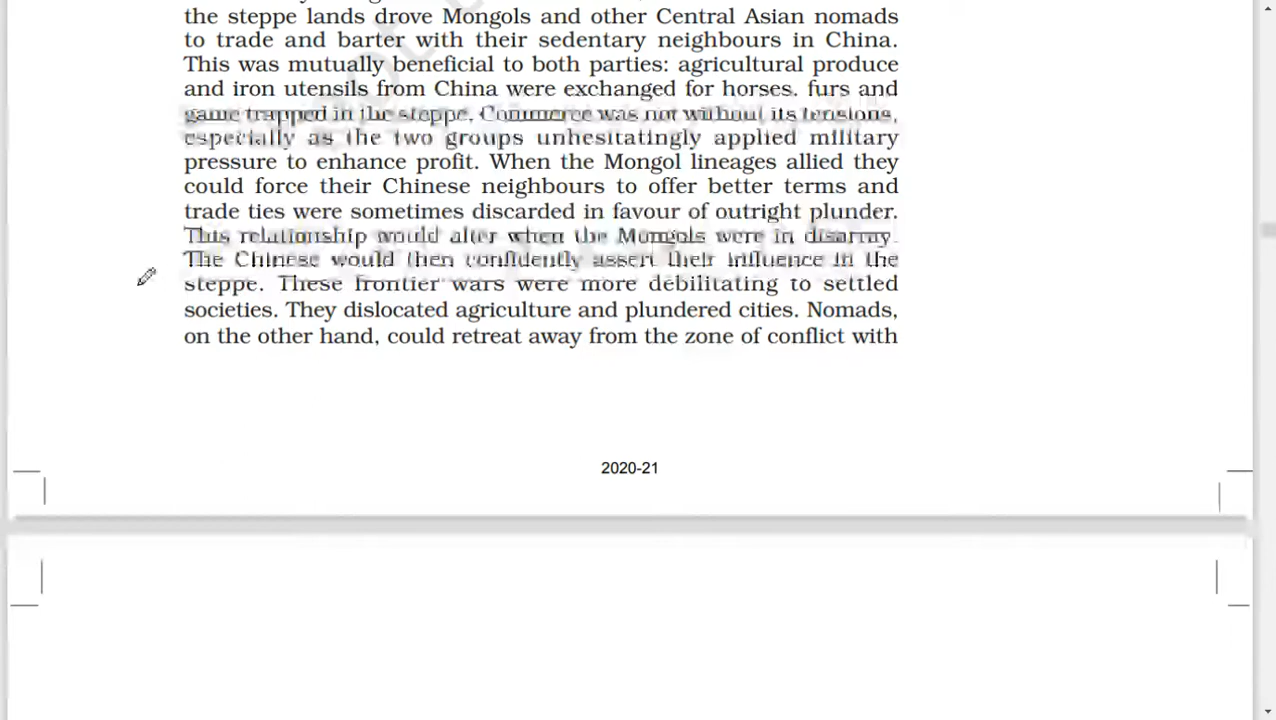 the steppe lands drove Mongols and other Central Asian nomads
to trade and barter with their sedentary neighbours in China.
This was mutually beneficial to both parties: agricultural produce
and iron utensils from China were exchanged for horses, furs and
game trapped in the steppe. Commerce was not without its tensions,
especially as the two groups unhesitatingly applied military
pressure to enhance profit. When the Mongol lineages allied they
could force their Chinese neighbours to offer better terms and
trade ties were sometimes discarded in favour of outright plunder.
This relationship would alter when the Mongols were in disarray.
The Chinese would then confidently assert their influence in the
steppe. These frontier wars were more debilitating to settled
societies. They dislocated agriculture and plundered cities. Nomads,
on the other hand, could retreat away from the zone of conflict with
2020-21